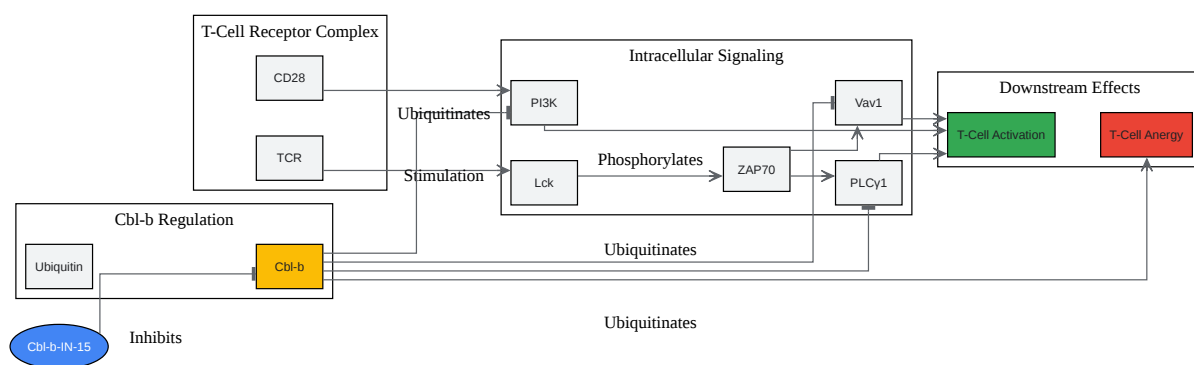 T-Cell Receptor Complex
CD28
TCR
Intracellular Signaling
PI3K
Lck
ZAP70
Vav1
PLCγ1
Downstream Effects
T-Cell Activation
T-Cell Anergy
Ubiquitinates
Stimulation
Phosphorylates
Cbl-b Regulation
Ubiquitin
Cbl-b
Ubiquitinates
Ubiquitinates
Inhibits
Cbl-b-IN-15